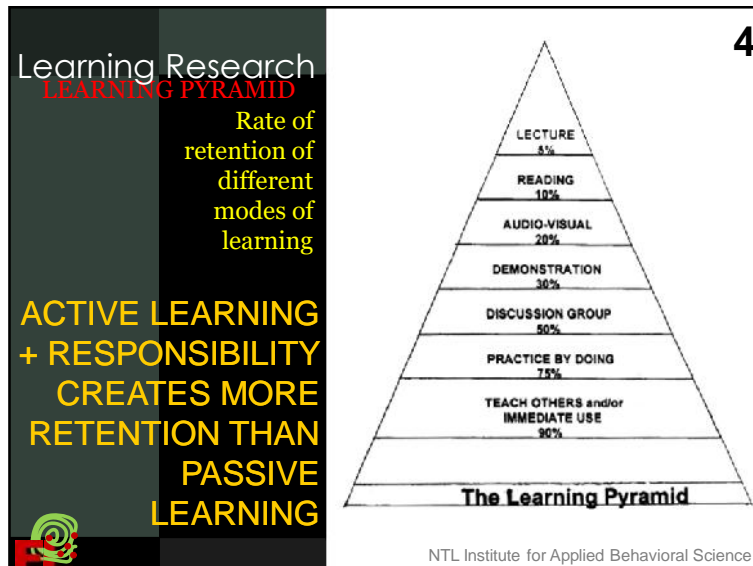 4
Learning Research
LEARNING PYRAMID
Rate of
retention of
different
modes of
learning
ACTIVE LEARNING
+ RESPONSIBILITY
CREATES MORE
RETENTION THAN
PASSIVE
LEARNING
LECTURE
5%
READING
10%
AUDIO-VISUAL
20%
DEMONSTRATION
30%
DISCUSSION GROUP
50%
PRACTICE BY DOING
75%
TEACH OTHERS and/or
IMMEDIATE USE
90%
The Learning Pyramid
NTL Institute for Applied Behavioral Science